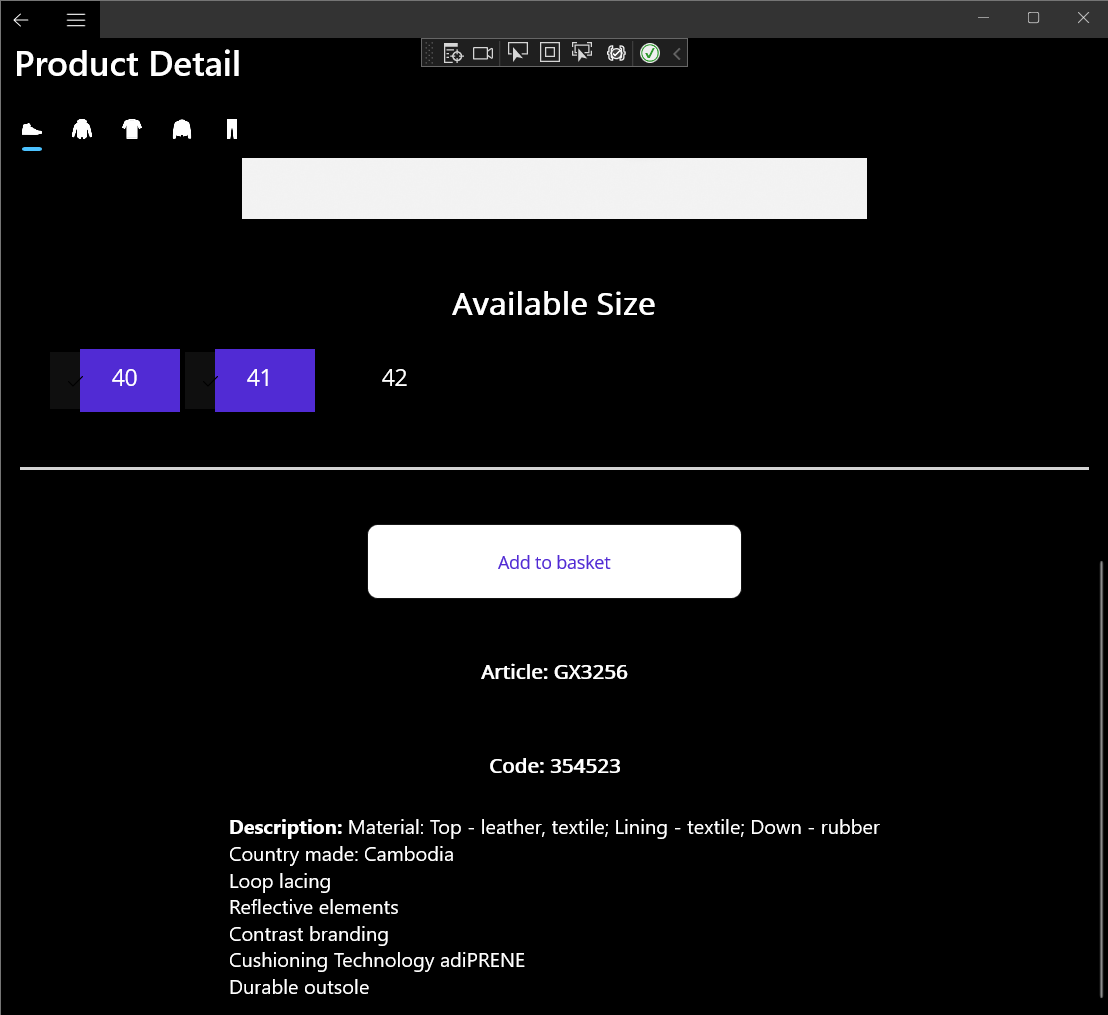 Product Detail
Available Size
40 41 42
Add to basket
Article: GX3256
Code: 354523
Description: Material: Top - leather, textile; Lining - textile; Down - rubber
Country made: Cambodia
Loop lacing
Reflective elements
Contrast branding
Cushioning Technology adiPRENE
Durable outsole